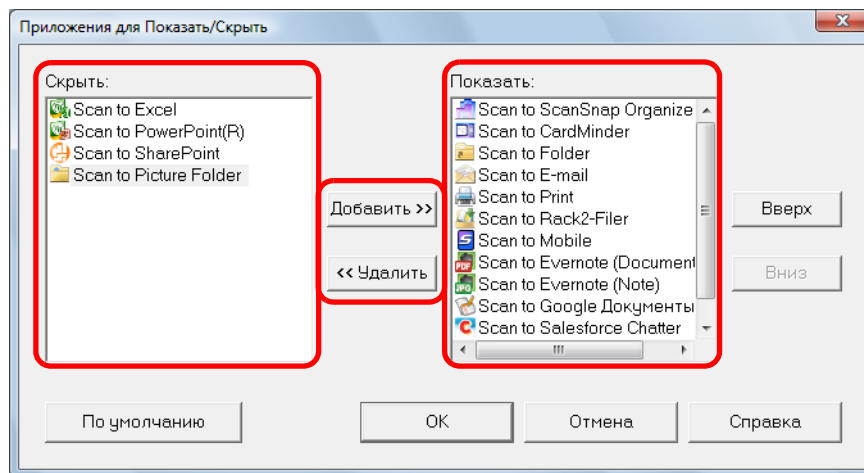 Приложения для Показать/Скрыть
Скрыть:
Scan to Excel
Scan to PowerPoint(R)
Scan to SharePoint
Scan to Picture Folder
Добавить >>
<< Удалить
Показать:
Scan to ScanSnap Organize
Scan to CardMinder
Scan to Folder
Scan to E-mail
Scan to Print
Scan to Rack2-Filer
Scan to Mobile
Scan to Evernote (Document
Scan to Evernote (Note)
Scan to Google Документы
Scan to Salesforce Chatter
Вверх
Вниз
По умолчанию
OK
Отмена
Справка